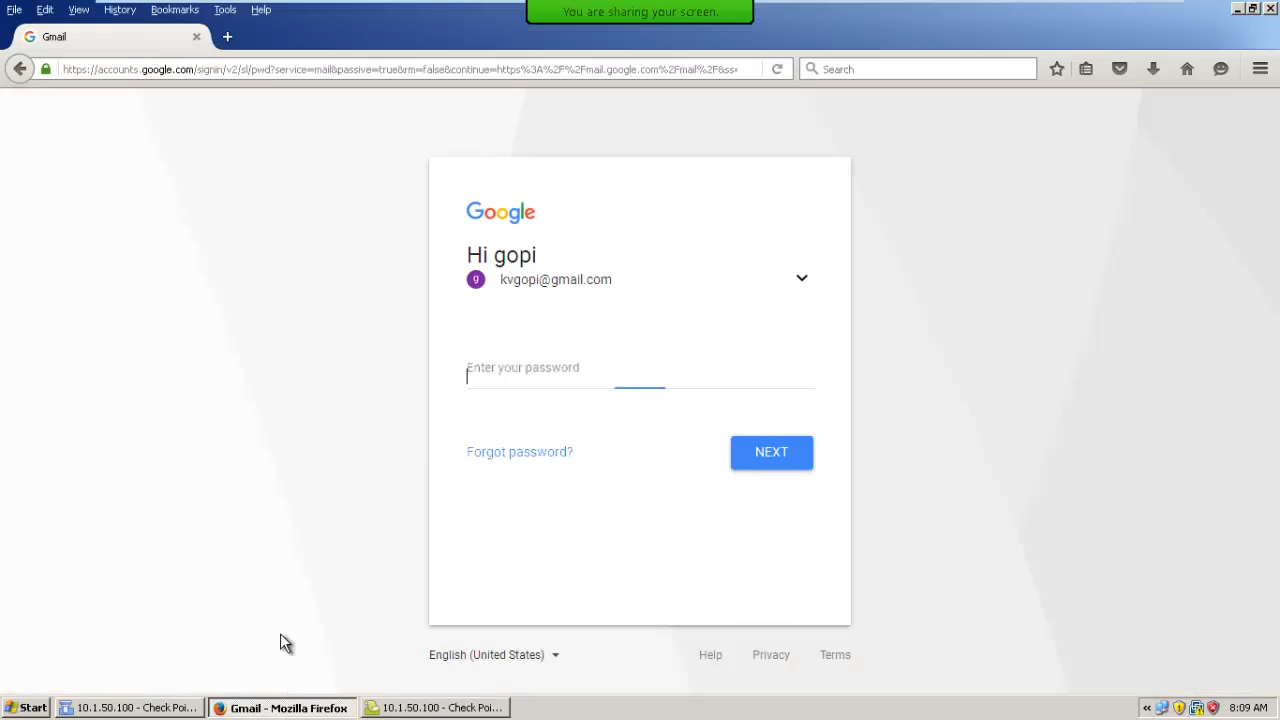 File Edit View History Bookmarks Tools Help
You are sharing your screen.
Gmail
https://accounts.google.com/signin/v2/sl/pwd?service=mail&passive=true&rm=false&continue=https%3A%2F%2Fmail.google.com%2Fmail%2F&ss
Search
Google
Hi gopi
g kvgopi@gmail.com
Enter your password
Forgot password? NEXT
English (United States) Help Privacy Terms
Start 10.1.50.100 - Check Poi... Gmail - Mozilla Firefox 10.1.50.100 - Check Poi... 8:09 AM